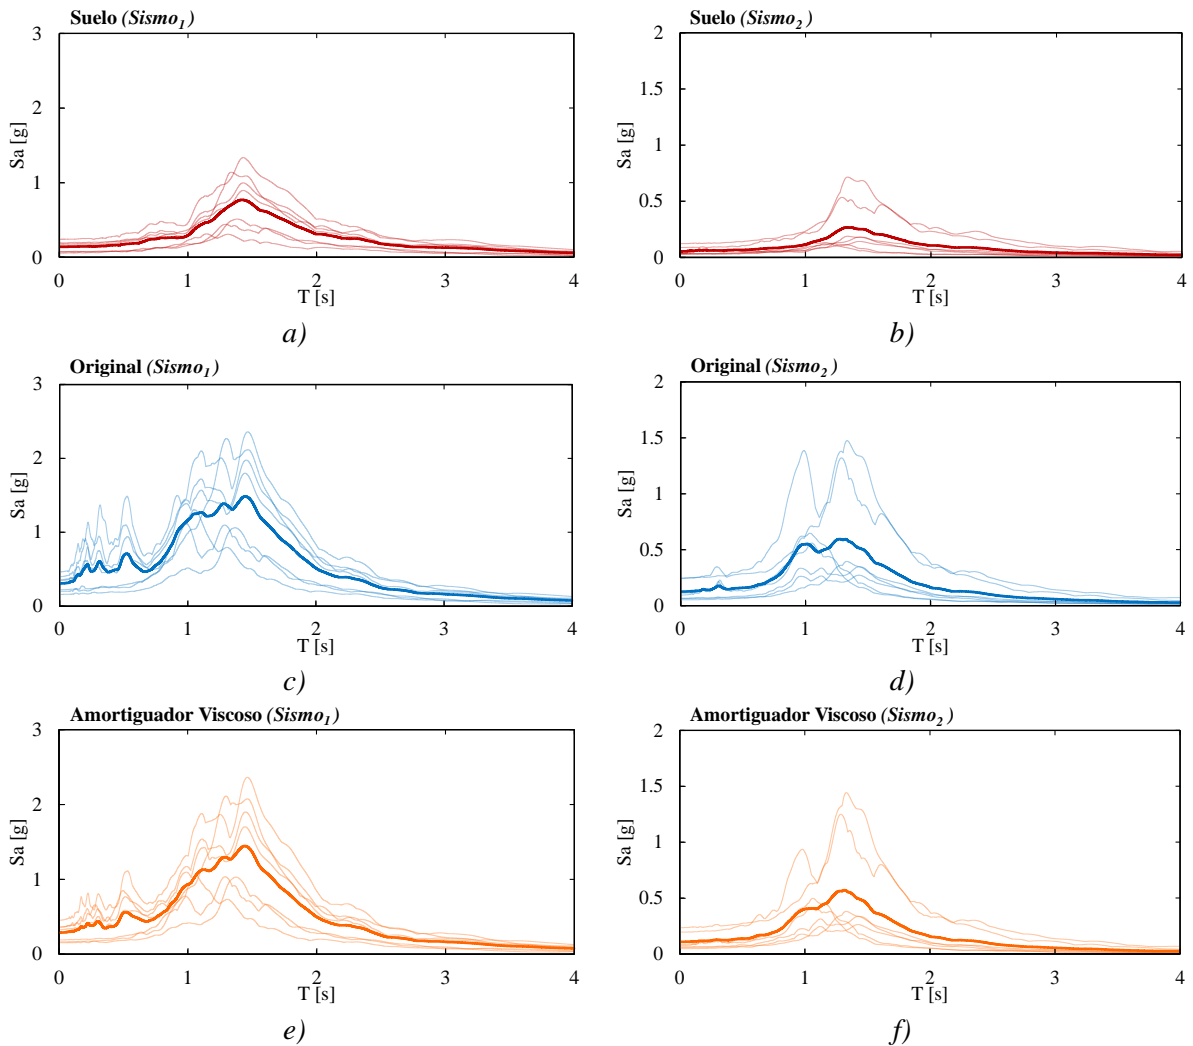 Suelo (Sismo1)
3
2
1
0
Sa [g]
0 1 2 3 4
T [s]
a)
Suelo (Sismo2 )
2
1.5
1
0.5
0
Sa [g]
0 1 2 3 4
T [s]
b)
Original (Sismo1)
3
2
1
0
Sa [g]
0 1 2 3 4
T [s]
c)
Original (Sismo2 )
2
1.5
1
0.5
0
Sa [g]
0 1 2 3 4
T [s]
d)
Amortiguador Viscoso (Sismo1)
3
2
1
0
Sa [g]
0 1 2 3 4
T [s]
e)
Amortiguador Viscoso (Sismo2 )
2
1.5
1
0.5
0
Sa [g]
0 1 2 3 4
T [s]
f)